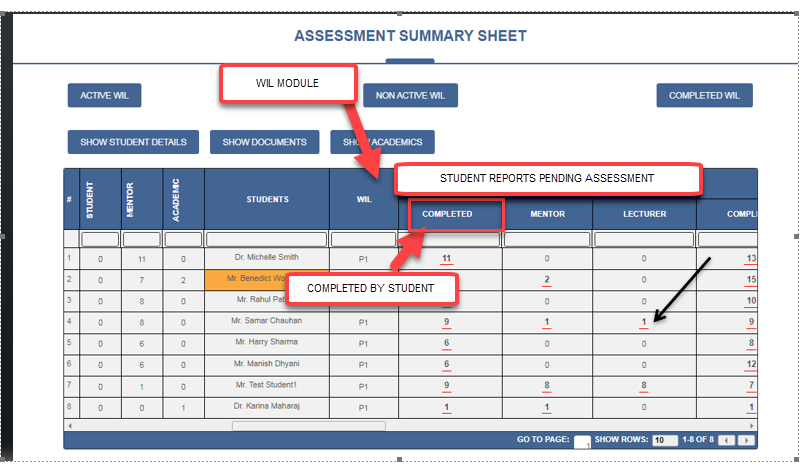 ASSESSMENT SUMMARY SHEET
WIL MODULE
ACTIVE WIL NON ACTIVE WIL COMPLETED WIL
SHOW STUDENT DETAILS SHOW DOCUMENTS ACADEMICS
STUDENT REPORTS PENDING ASSESSMENT
# STUDENT MENTOR ACADEMIC STUDENTS WIL COMPLETED MENTOR LECTURER COMPL
1 0 11 0 Dr. Michelle Smith P1 11 0 0 13
2 0 7 2 Mr. Benedict 2 0 15
3 0 8 0 Mr. Rahul 0 0 10
COMPLETED BY STUDENT
4 0 8 0 Mr. Samar Chauhan P1 9 1 1 9
5 0 6 0 Mr. Harry Sharma P1 6 0 0 8
6 0 6 0 Mr. Manish Dhyani P1 6 0 0 12
7 0 1 0 Mr. Test Student1 P1 9 8 8 7
8 0 0 1 Dr. Karina Maharaj P1 1 1 0 1
GO TO PAGE: 1 SHOW ROWS: 10 1-8 OF 8